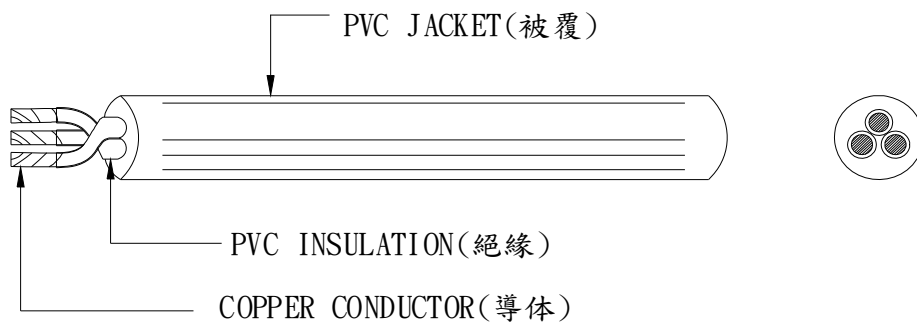 PVC JACKET(被覆)
PVC INSULATION(絕緣)
COPPER CONDUCTOR(導体)